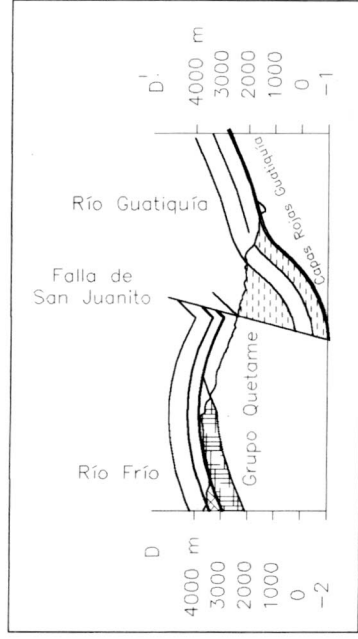 D
m
4000
3000
2000
1000
0
-2
Río Frío
Grupo Quetame
Falla de
San Juanito
Río Guatiquía
Capas Rojas Guatiquía
D'
m
4000
3000
2000
1000
0
-1